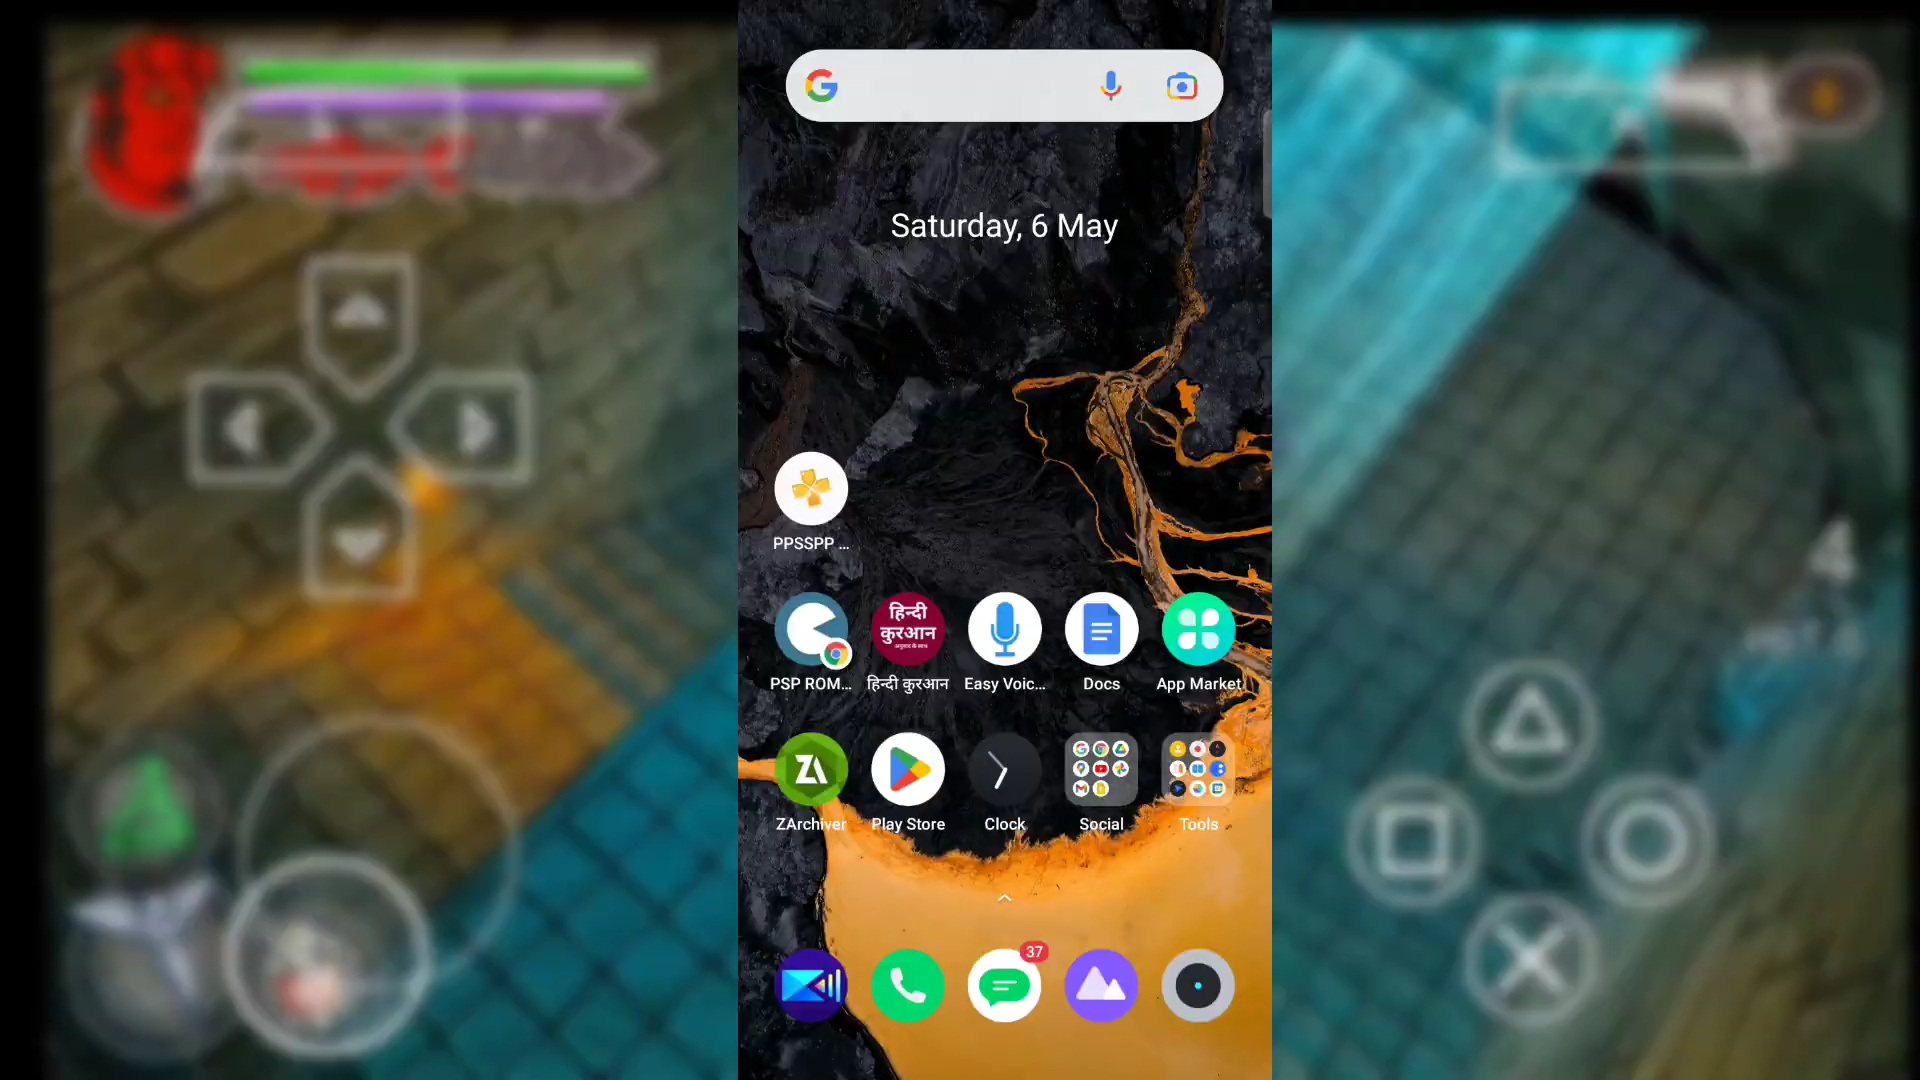 Saturday, 6 May
PPSSPP ...
हिन्दी
कुरआन
PSP ROM...
हिन्दी कुरआन
Easy Voic...
Docs
App Market
ZA
ZArchiver
Play Store
Clock
Social
Tools
37